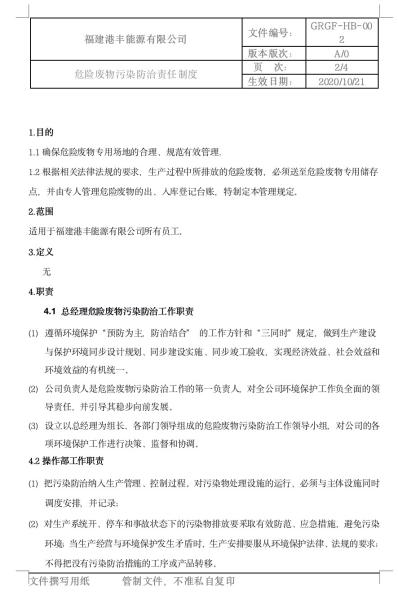 福建港丰能源有限公司
文件编号:
GRGF-HB-00
2
版本版次:
A/0
危险废物污染防治责任制度
页  次:
2/4
生效日期:
2020/10/21
1.目的
1.1 确保危险废物专用场地的合理、规范有效管理.
1.2 根据相关法律法规的要求, 生产过程中所排放的危险废物, 必须送至危险废物专用储存
点, 并由专人管理危险废物的出、入库登记台账, 特制定本管理规定.
2.范围
适用于福建港丰能源有限公司所有员工.
3.定义
无
4.职责
4.1 总经理危险废物污染防治工作职责
(1) 遵循环境保护“预防为主, 防治结合” 的工作方针和“三同时”规定, 做到生产建设
与保护环境同步设计规划、同步建设实施、同步竣工验收, 实现经济效益、社会效益和
环境效益的有机统一.
(2) 公司负责人是危险废物污染防治工作的第一负责人, 对全公司环境保护工作负全面的领
导责任, 并引导其稳步向前发展.
(3) 设立以总经理为组长, 各部门领导组成的危险废物污染防治工作领导小组, 对公司的各
项环境保护工作进行决策、监督和协调.
4.2 操作部工作职责
(1) 把污染防治纳入生产管理、控制过程, 对污染物处理设施的运行、必须与主体设施同时
调度安排, 并记录;
(2) 对生产系统开、停车和事故状态下的污染物排放要采取有效防范、应急措施, 避免污染
环境; 当生产经营与环境保护发生矛盾时, 生产安排要服从环境保护法律、法规的要求;
不得把没有污染防治措施的工序或产品转移.
文件撰写用纸  管制文件, 不准私自复印